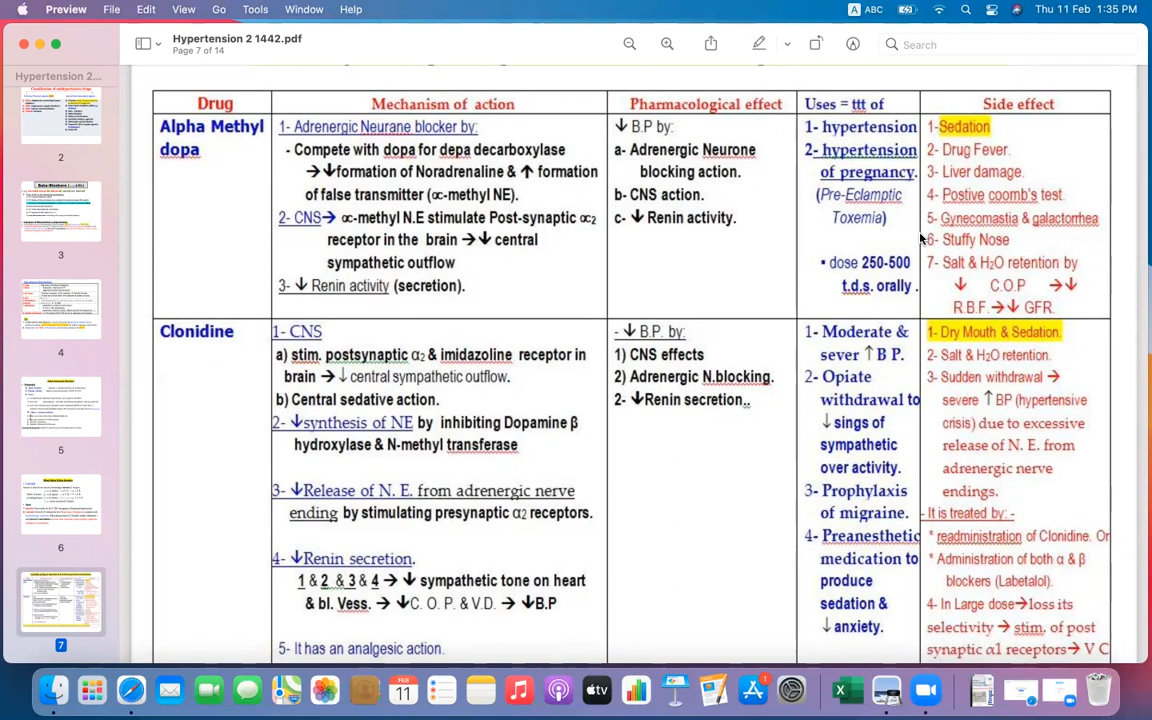 Preview File Edit View Go Tools Window Help A ABC Thu 11 Feb 1:35 PM
Hypertension 2 1442.pdf
Page 7 of 14
Search
Hypertension 2...
2
3
4
5
6
7
Drug Mechanism of action Pharmacological effect Uses = ttt of Side effect
Alpha Methyl
dopa
1- Adrenergic Neurane blocker by:
- Compete with dopa for depa decarboxylase
→↓formation of Noradrenaline & ↑ formation
of false transmitter (∝-methyl NE).
2- CNS→ ∝-methyl N.E stimulate Post-synaptic ∝2
receptor in the brain →↓ central
sympathetic outflow
3- ↓ Renin activity (secretion).
↓ B.P by:
a- Adrenergic Neurone
blocking action.
b- CNS action.
c- ↓ Renin activity.
1- hypertension
2- hypertension
of pregnancy.
(Pre-Eclamptic
Toxemia)
▪ dose 250-500
t.d.s. orally .
1-Sedation
2- Drug Fever.
3- Liver damage.
4- Postive coomb's test.
5- Gynecomastia & galactorrhea
6- Stuffy Nose
7- Salt & H2O retention by
↓ C.O.P →↓
R.B.F→↓ GFR.
Clonidine
1- CNS
a) stim. postsynaptic α2 & imidazoline receptor in
brain → ↓ central sympathetic outflow.
b) Central sedative action.
2- ↓synthesis of NE by inhibiting Dopamine β
hydroxylase & N-methyl transferase
3- ↓Release of N. E. from adrenergic nerve
ending by stimulating presynaptic α2 receptors.
4- ↓Renin secretion.
1 & 2 & 3 & 4 → ↓ sympathetic tone on heart
& bl. Vess. → ↓C. O. P. & V.D. → ↓B.P
5- It has an analgesic action.
- ↓ B.P. by:
1) CNS effects
2) Adrenergic N.blocking.
2- ↓Renin secretion..
1- Moderate &
sever ↑ B P.
2- Opiate
withdrawal to
↓ sings of
sympathetic
over activity.
3- Prophylaxis
of migraine.
4- Preanesthetic
medication to
produce
sedation &
↓ anxiety.
1- Dry Mouth & Sedation.
2- Salt & H2O retention.
3- Sudden withdrawal →
severe ↑ BP (hypertensive
crisis) due to excessive
release of N. E. from
adrenergic nerve
endings.
- It is treated by: -
* readministration of Clonidine. Or
* Administration of both α & β
blockers (Labetalol).
4- In Large dose→loss its
selectivity → stim. of post
synaptic α1 receptors→ V C
FEB
11
1